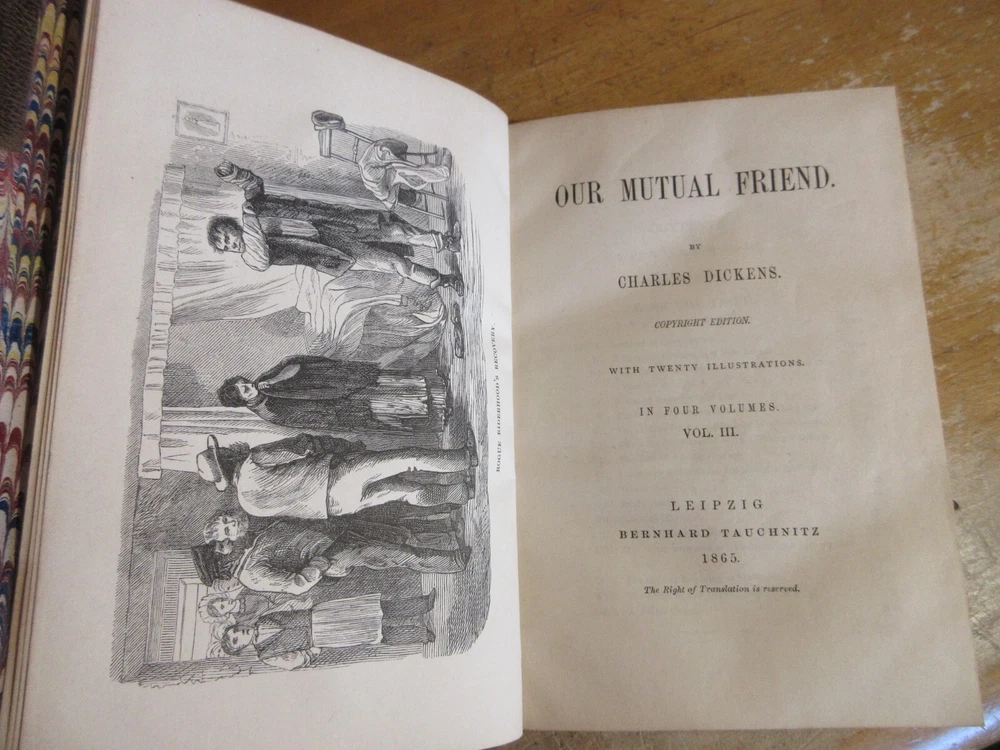 ROGUE RIDERHOOD'S RECOVERY.
OUR MUTUAL FRIEND.
BY
CHARLES DICKENS.
COPYRIGHT EDITION.
WITH TWENTY ILLUSTRATIONS.
IN FOUR VOLUMES.
VOL. III.
LEIPZIG
BERNHARD TAUCHNITZ
1865.
The Right of Translation is reserved.